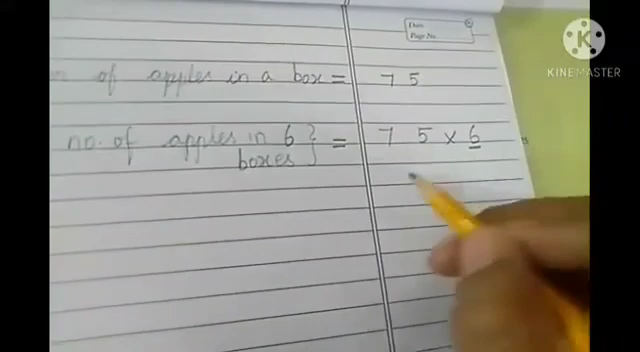 of apples in a box = 75
no. of apples in 6 } = 75 × 6
boxes
Date
Page No.
KINEMASTER